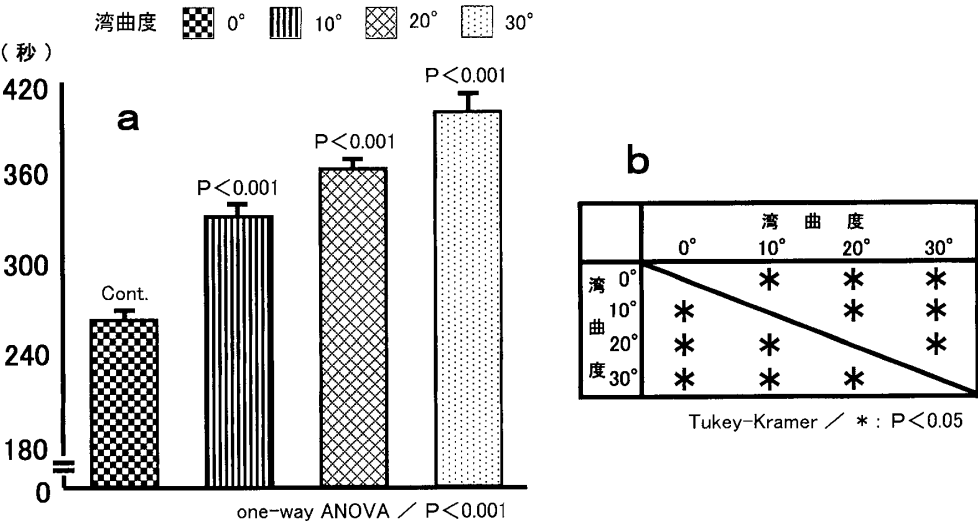 湾曲度 0° 10° 20° 30°
(秒)
420
360
300
240
180
0
a
Cont.
P<0.001
P<0.001
P<0.001
one-way ANOVA / P<0.001
b
湾曲度
0° 10° 20° 30°
湾曲度
0° * * *
10° * * *
20° * * *
30° * * *
Tukey-Kramer / *: P<0.05